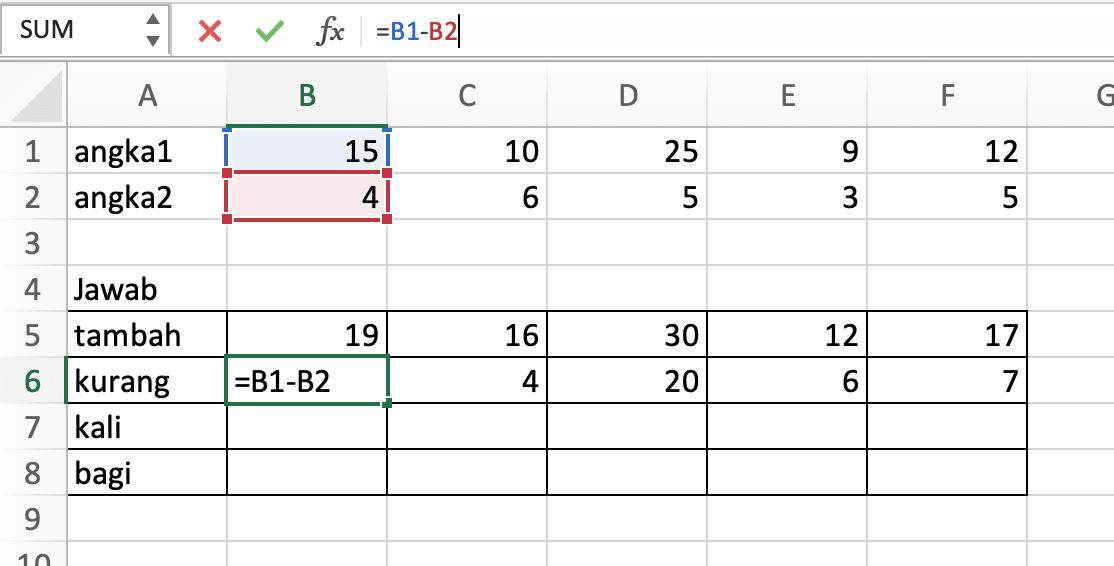 SUM fx =B1-B2
A B C D E F G
1 angka1 15 10 25 9 12
2 angka2 4 6 5 3 5
3
4 Jawab
5 tambah 19 16 30 12 17
6 kurang =B1-B2 4 20 6 7
7 kali
8 bagi
9
10